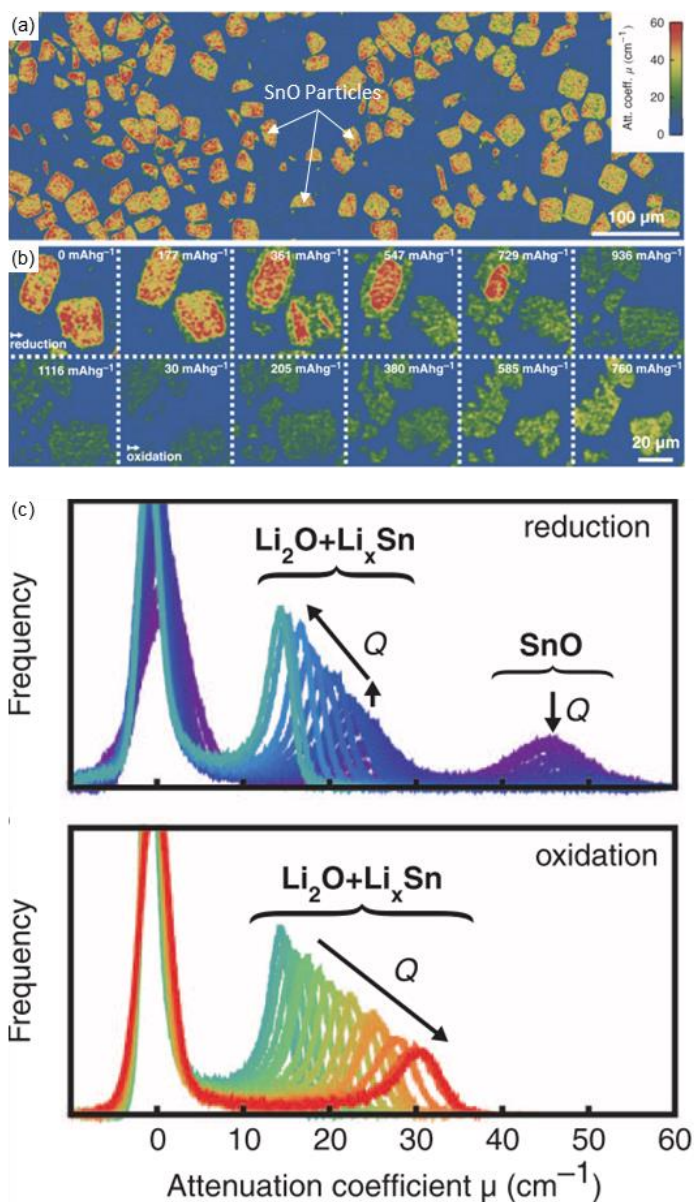 (a)
SnO Particles
Att. coeff. μ (cm⁻¹)
60
40
20
0
100 μm
(b)
0 mAhg⁻¹
177 mAhg⁻¹
361 mAhg⁻¹
547 mAhg⁻¹
729 mAhg⁻¹
936 mAhg⁻¹
reduction
1116 mAhg⁻¹
30 mAhg⁻¹
205 mAhg⁻¹
380 mAhg⁻¹
585 mAhg⁻¹
760 mAhg⁻¹
oxidation
20 μm
(c)
reduction
Li₂O+LiₓSn
Q
SnO
Q
Frequency
oxidation
Li₂O+LiₓSn
Q
Frequency
0 10 20 30 40 50 60
Attenuation coefficient μ (cm⁻¹)